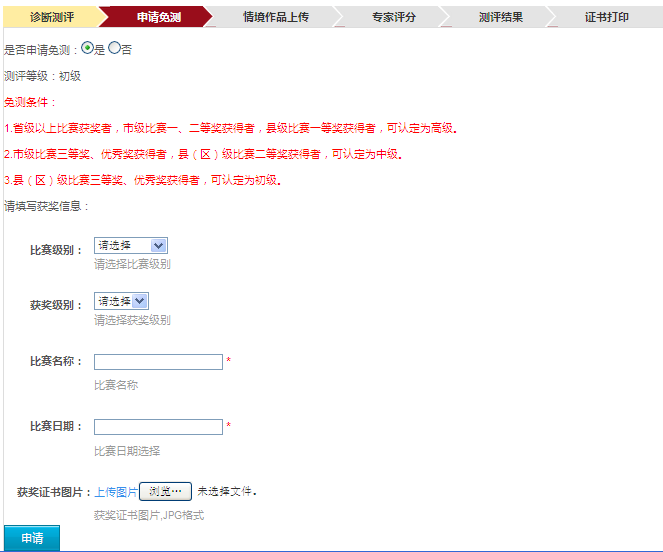 诊断测评 申请免测 情境作品上传 专家评分 测评结果 证书打印
是否申请免测：是 否
测评等级：初级
免测条件：
1.省级以上比赛获奖者，市级比赛一、二等奖获得者，县级比赛一等奖获得者，可认定为高级。
2.市级比赛三等奖、优秀奖获得者，县（区）级比赛二等奖获得者，可认定为中级。
3.县（区）级比赛三等奖、优秀奖获得者，可认定为初级。
请填写获奖信息：
比赛级别： 请选择
请选择比赛级别
获奖级别： 请选择
请选择获奖级别
比赛名称： *
比赛名称
比赛日期： *
比赛日期选择
获奖证书图片：上传图片 浏览… 未选择文件。
获奖证书图片,JPG格式
申请